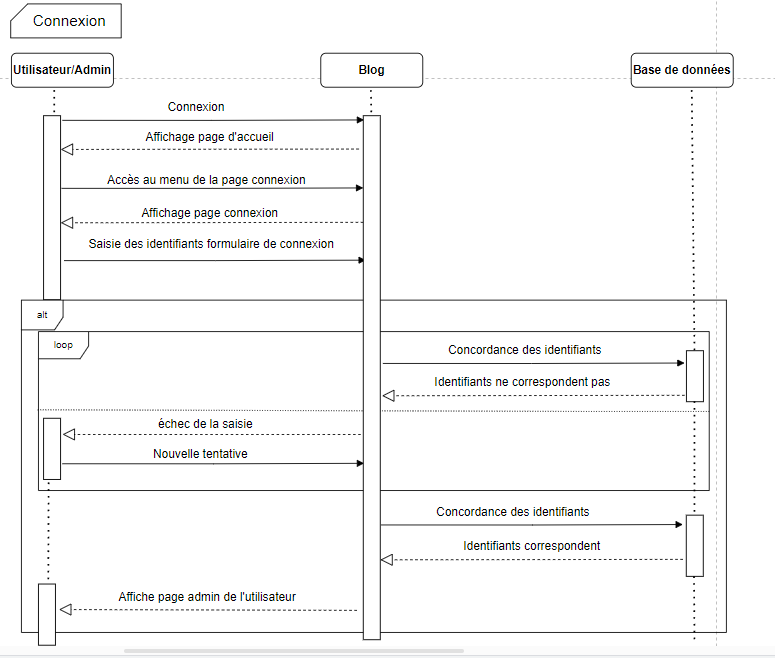 Connexion
Utilisateur/Admin
Blog
Base de données
Connexion
Affichage page d'accueil
Accès au menu de la page connexion
Affichage page connexion
Saisie des identifiants formulaire de connexion
alt
loop
Concordance des identifiants
Identifiants ne correspondent pas
échec de la saisie
Nouvelle tentative
Concordance des identifiants
Identifiants correspondent
Affiche page admin de l'utilisateur